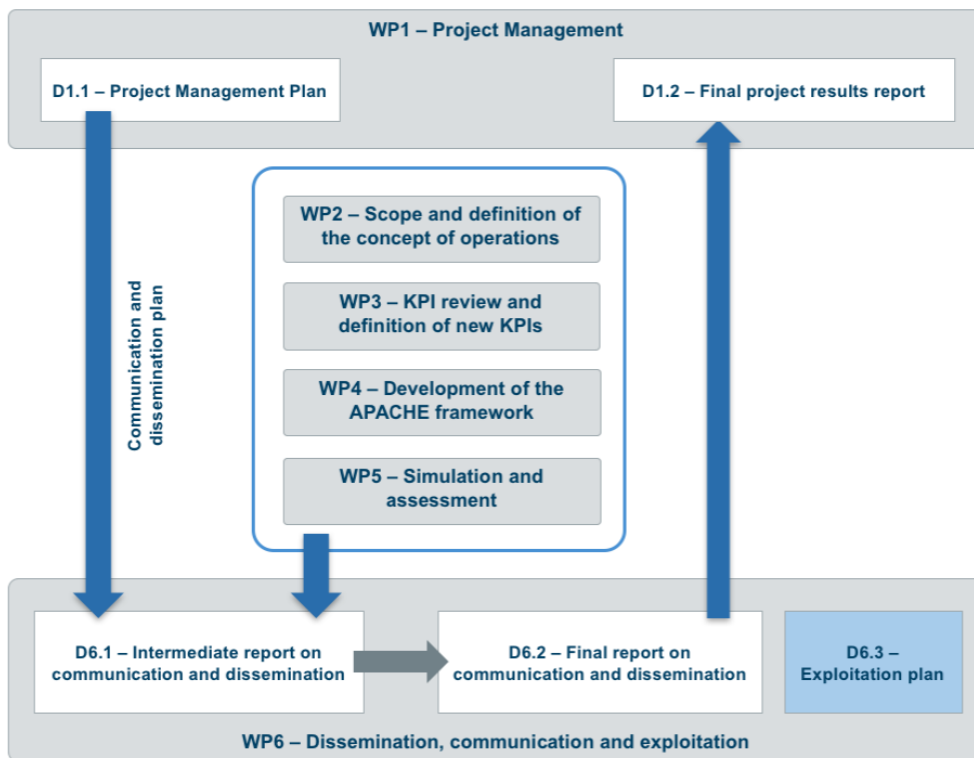 WP1 – Project Management
D1.1 – Project Management Plan
D1.2 – Final project results report
WP2 – Scope and definition of
the concept of operations
WP3 – KPI review and
definition of new KPIs
WP4 – Development of the
APACHE framework
WP5 – Simulation and
assessment
Communication and
dissemination plan
D6.1 – Intermediate report on
communication and dissemination
D6.2 – Final report on
communication and dissemination
D6.3 –
Exploitation plan
WP6 – Dissemination, communication and exploitation